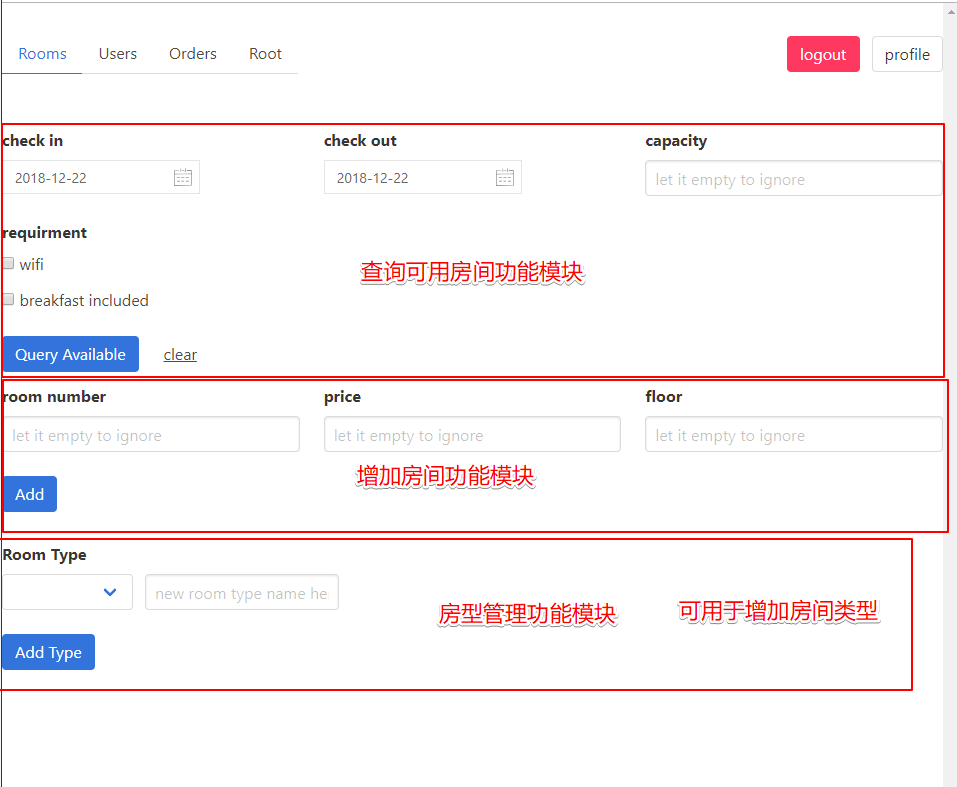 Rooms Users Orders Root logout profile
check in check out capacity
2018-12-22 2018-12-22 let it empty to ignore
requirment
wifi
查询可用房间功能模块
breakfast included
Query Available clear
room number price floor
let it empty to ignore let it empty to ignore let it empty to ignore
增加房间功能模块
Add
Room Type
new room type name he
房型管理功能模块 可用于增加房间类型
Add Type